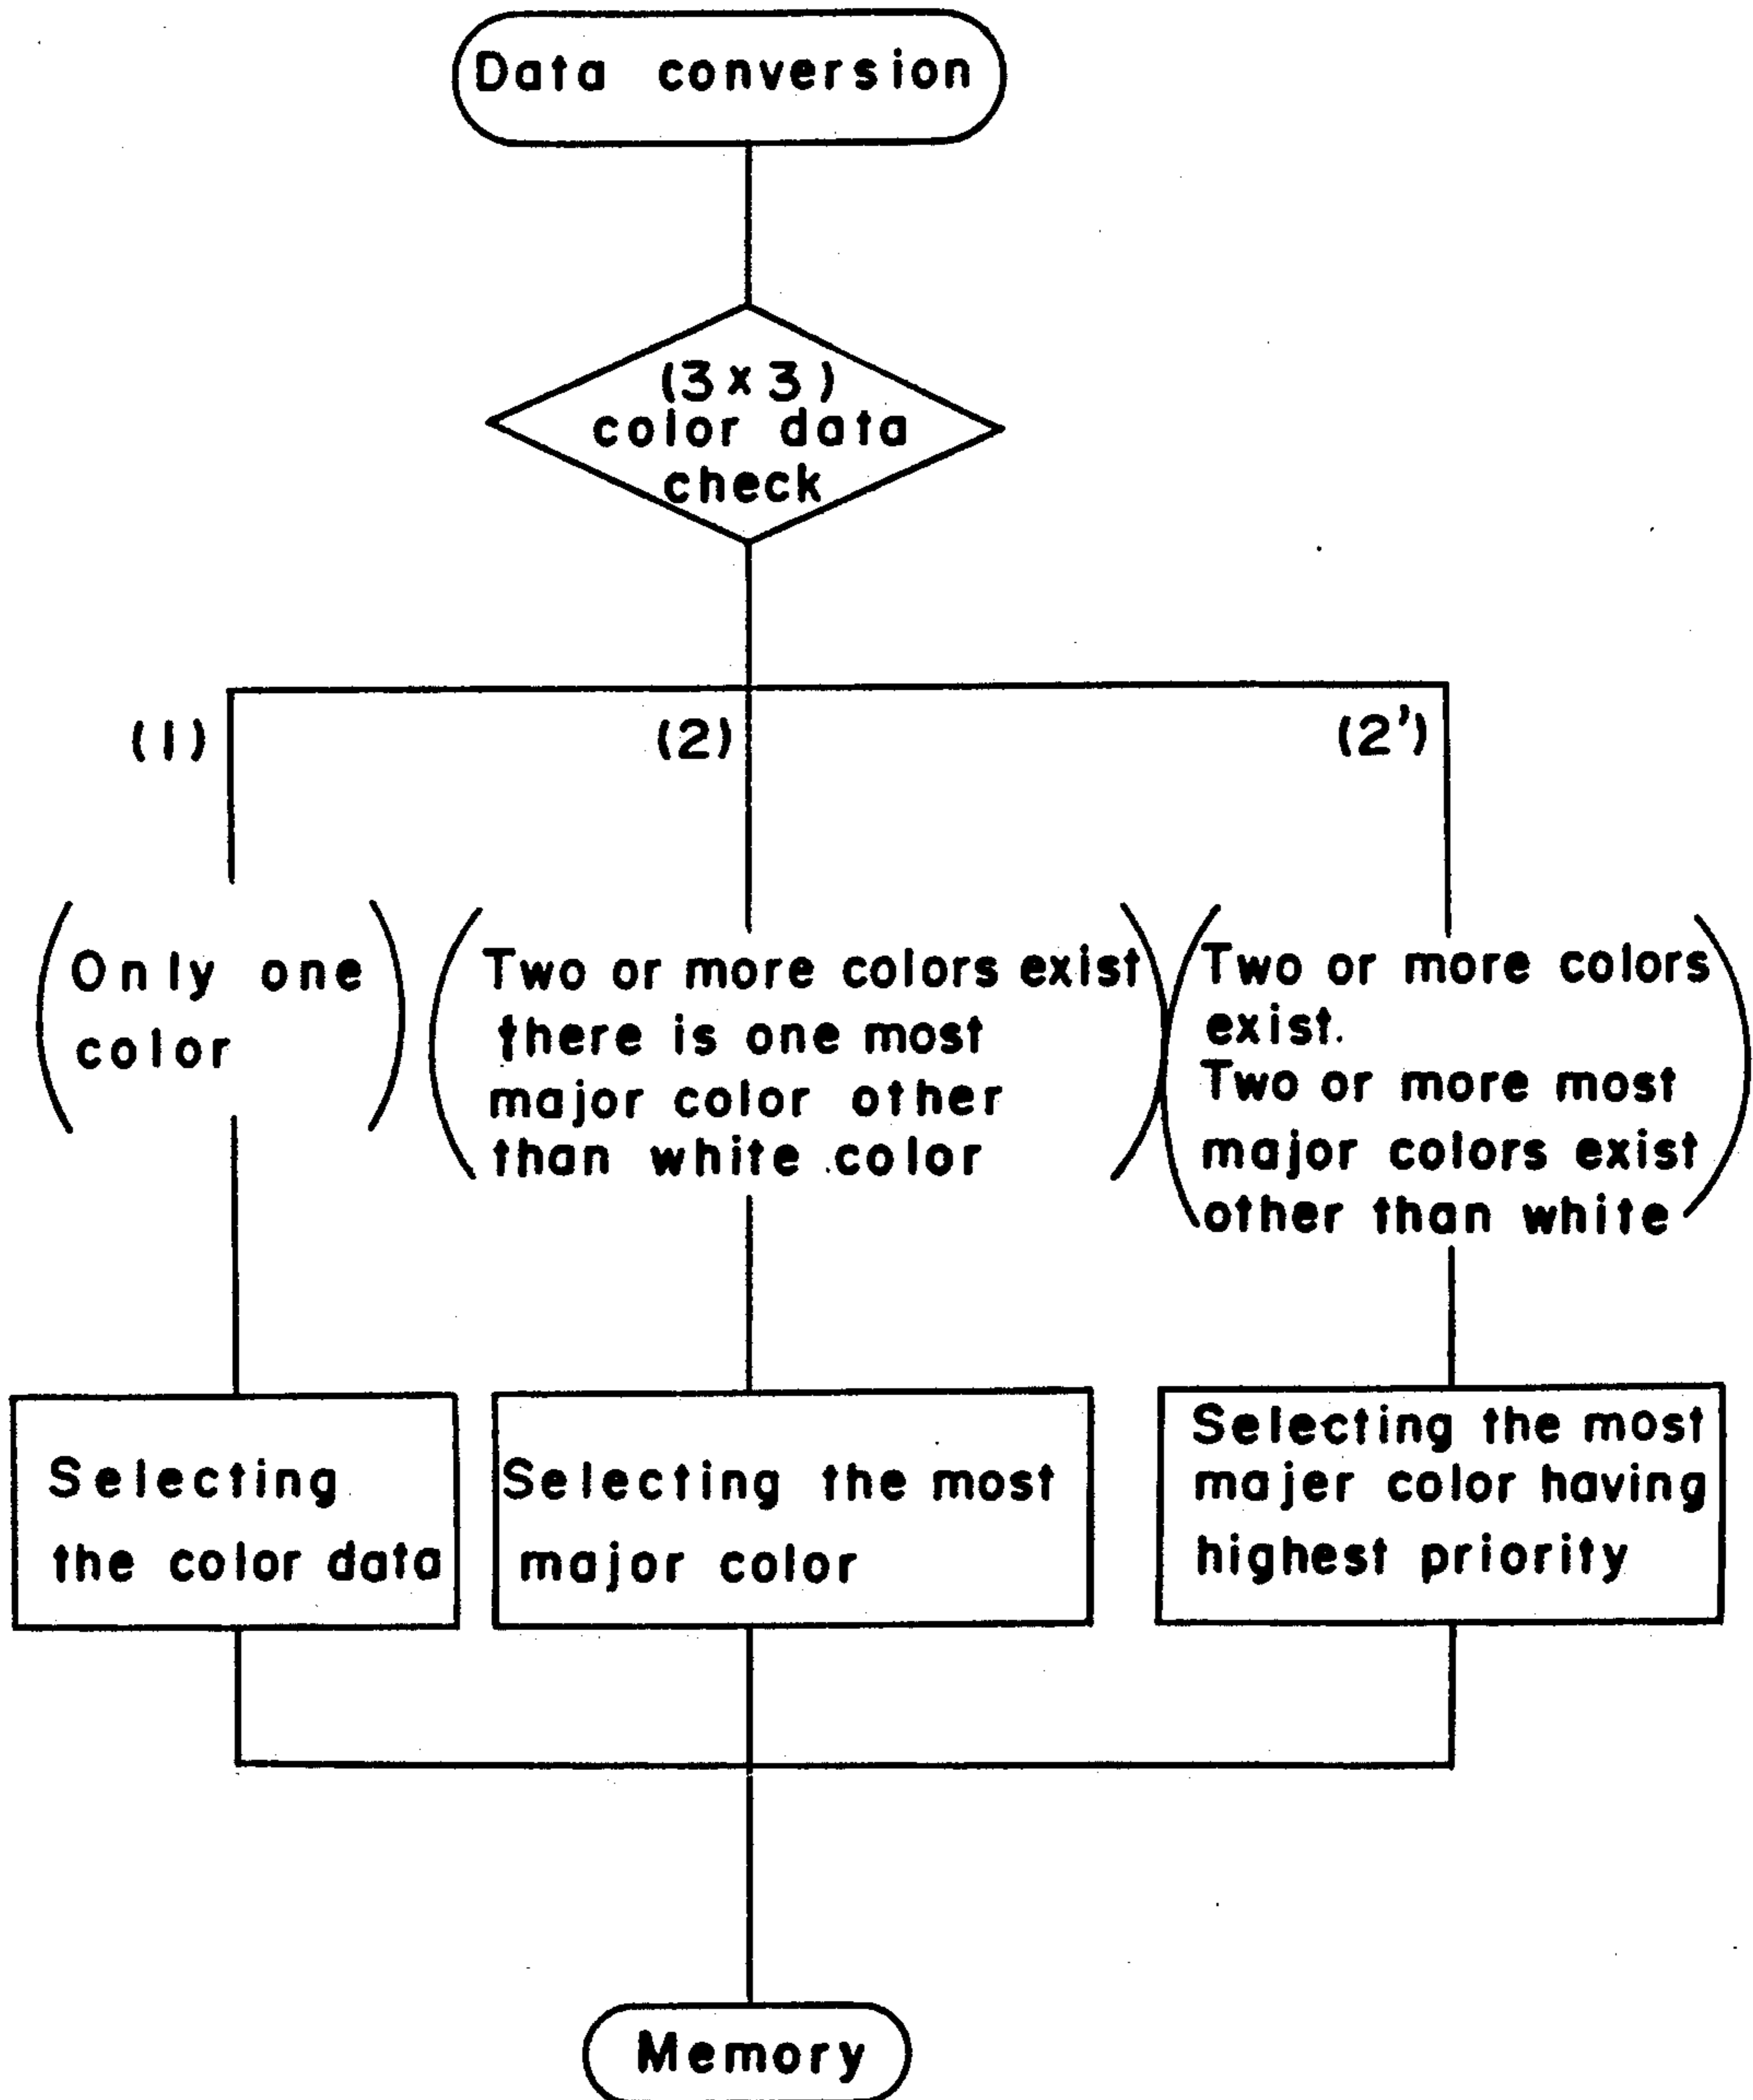 Data conversion
(3×3)
color data
check
(1)
(2)
(2')
Only one
color
Two or more colors exist
there is one most
major color other
than white color
Two or more colors
exist.
Two or more most
major colors exist
other than white
Selecting
the color data
Selecting the most
major color
Selecting the most
majer color having
highest priority
Memory